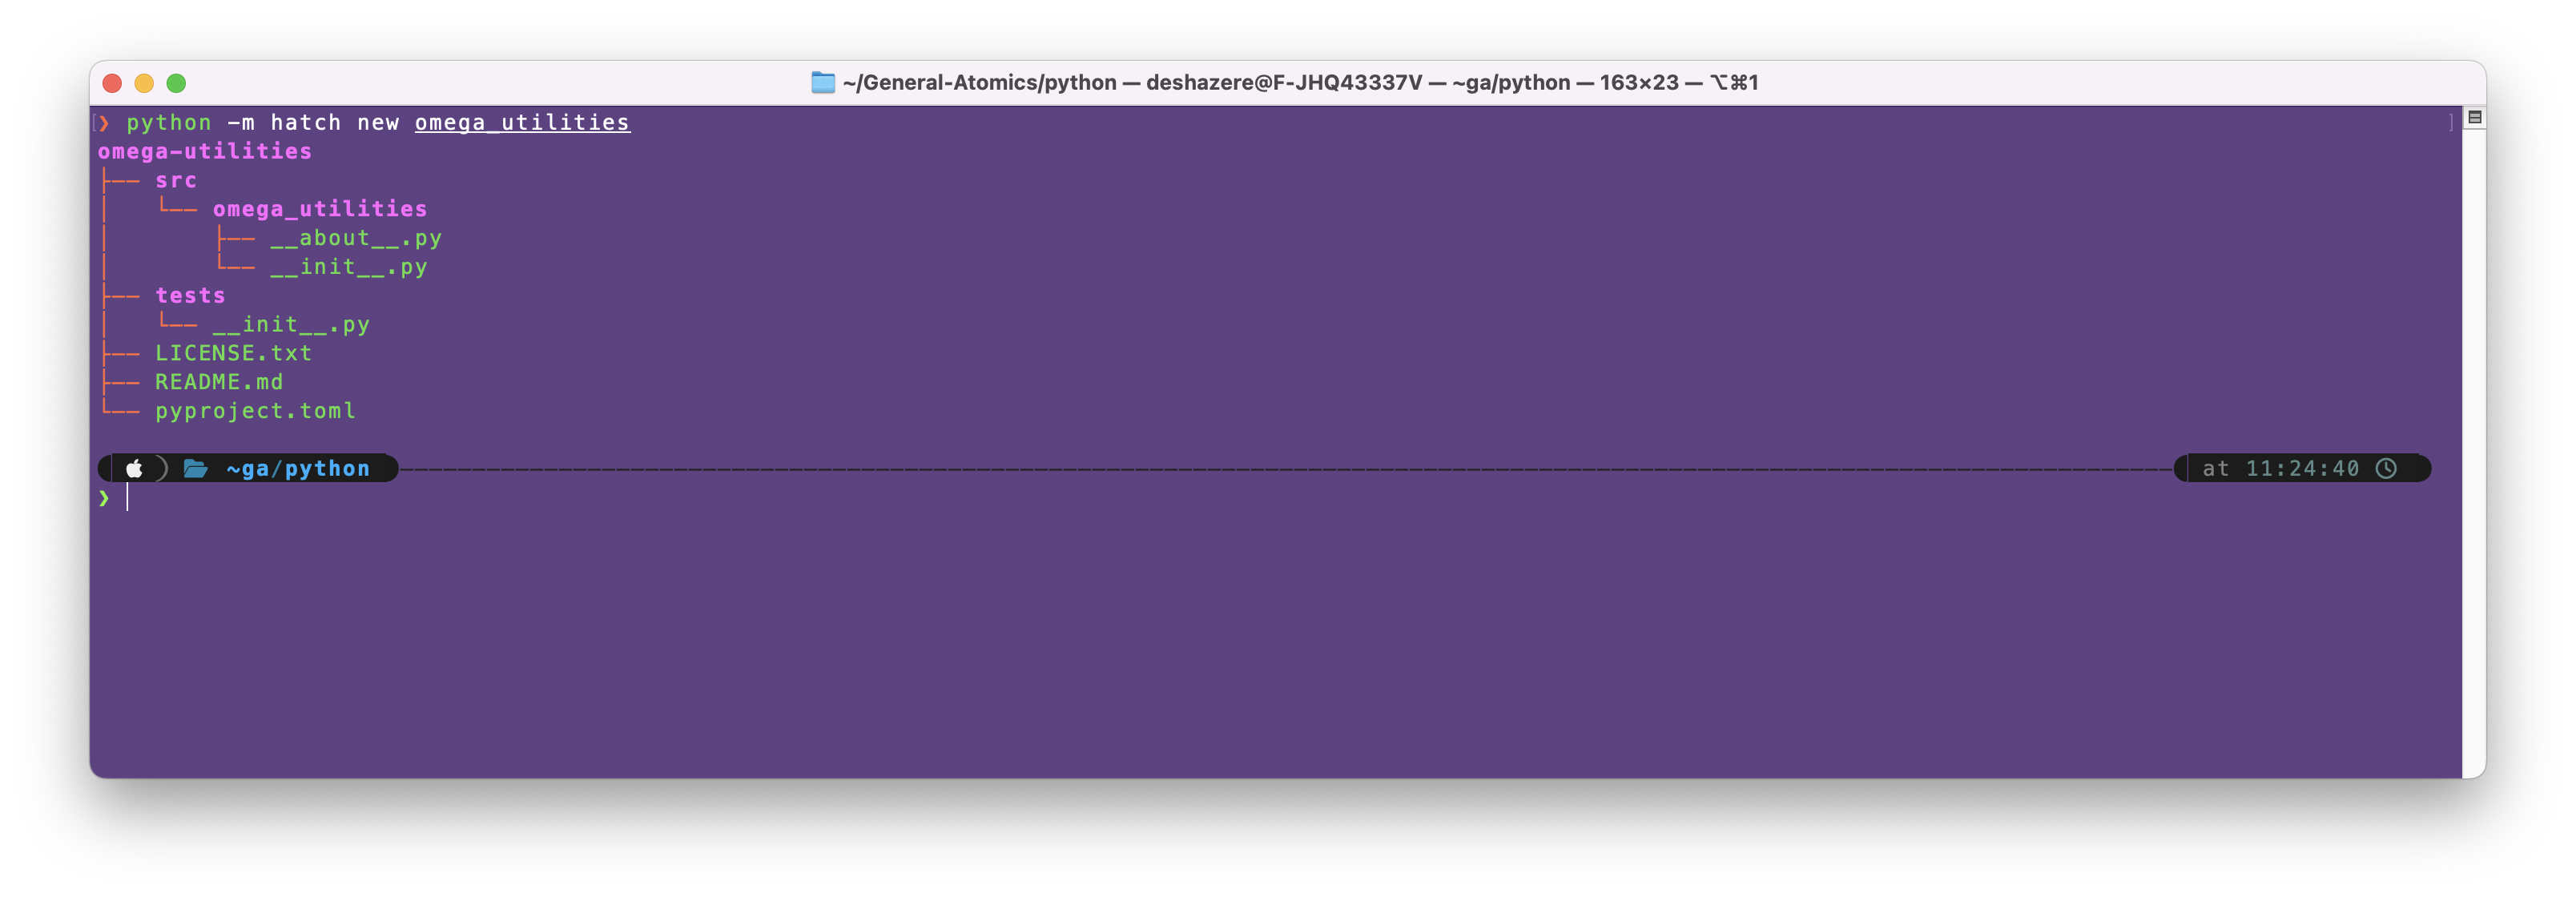 ~/General-Atomics/python — deshazere@F-JHQ43337V — ~ga/python — 163×23 — ⌥⌘1
[❯ python -m hatch new omega_utilities ]
omega-utilities
├── src
│   └── omega_utilities
│       ├── __about__.py
│       └── __init__.py
├── tests
│   └── __init__.py
├── LICENSE.txt
├── README.md
└── pyproject.toml
~ga/python at 11:24:40
❯